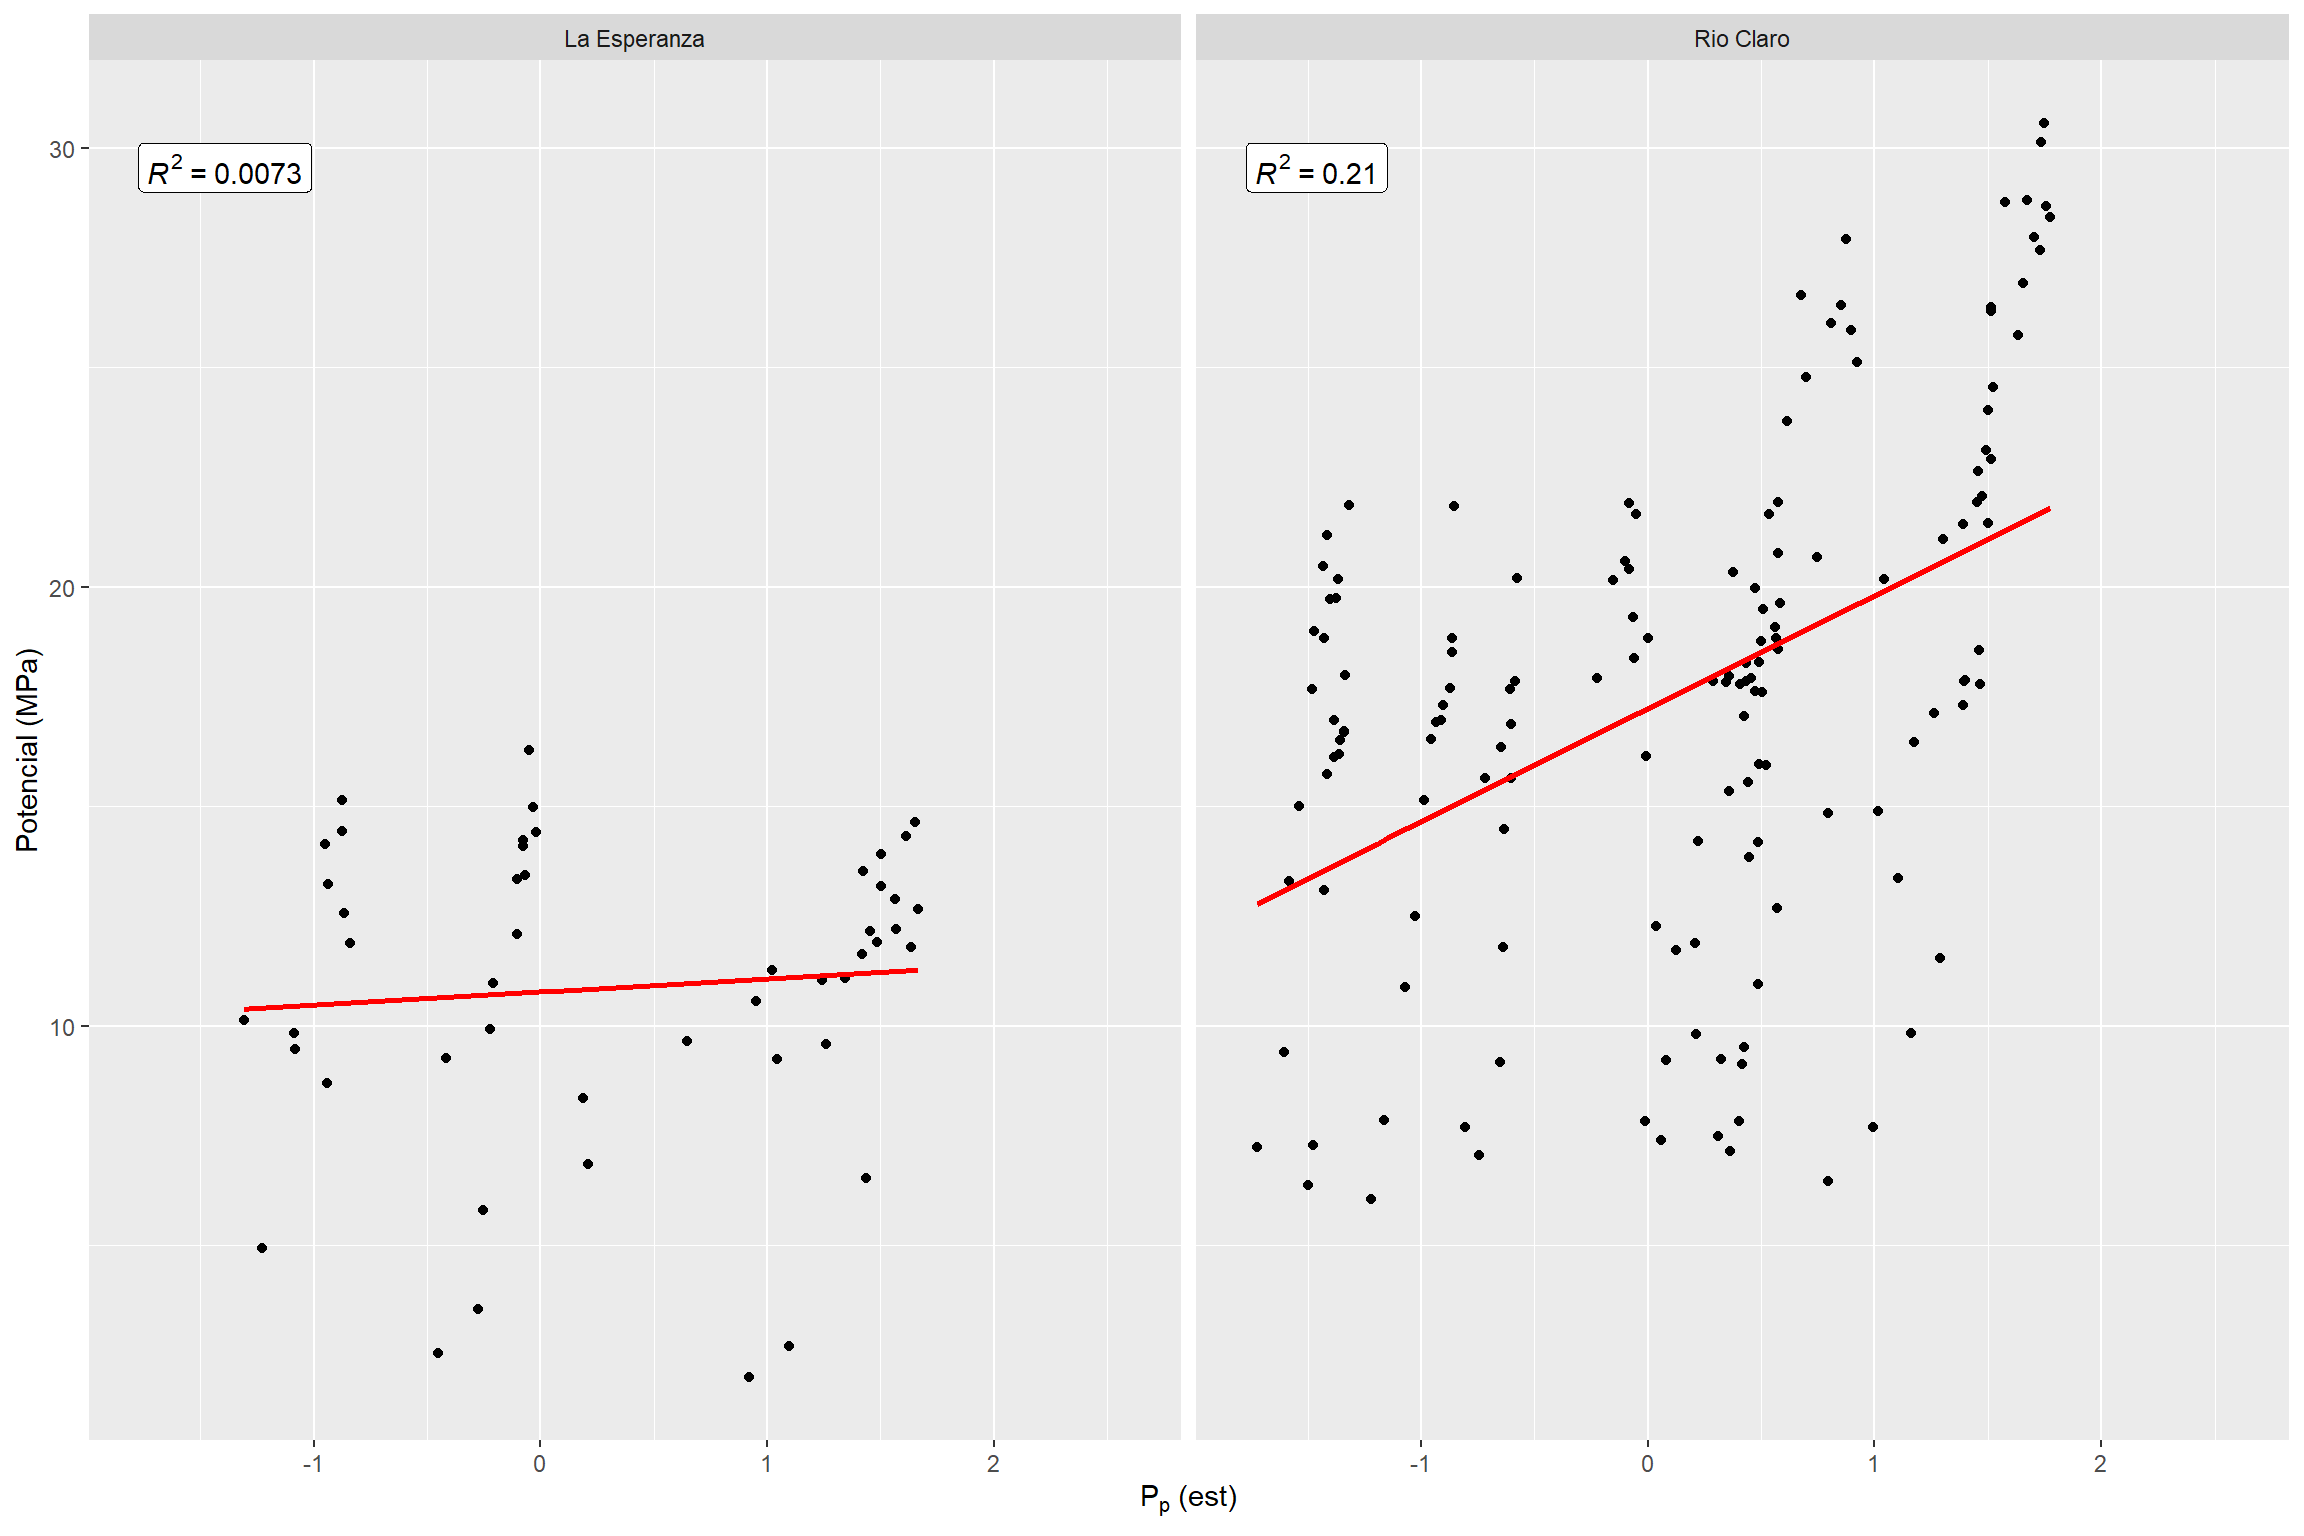 La Esperanza
Rio Claro
R² = 0.0073
R² = 0.21
30
20
10
Potencial (MPa)
-1 0 1 2
-1 0 1 2
Pₚ (est)